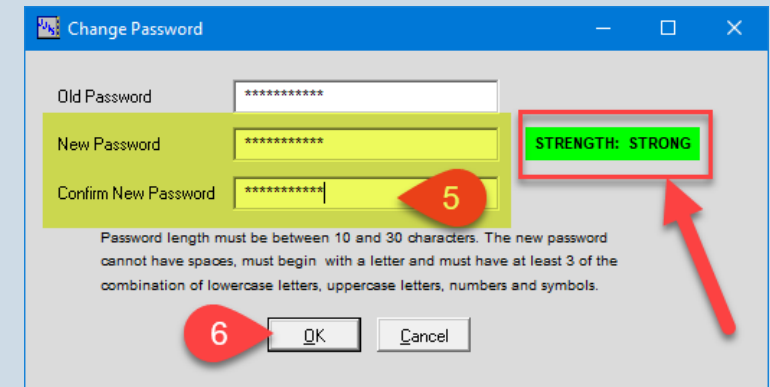 Change Password
Old Password ***********
New Password *********** STRENGTH: STRONG
Confirm New Password *********** 5
Password length must be between 10 and 30 characters. The new password
cannot have spaces, must begin with a letter and must have at least 3 of the
combination of lowercase letters, uppercase letters, numbers and symbols.
6 OK Cancel